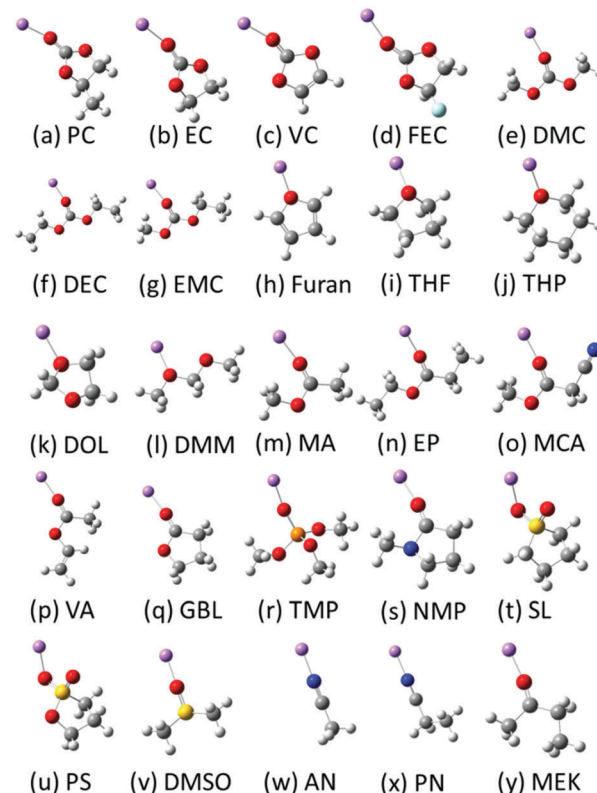 (a) PC (b) EC (c) VC (d) FEC (e) DMC
(f) DEC (g) EMC (h) Furan (i) THF (j) THP
(k) DOL (l) DMM (m) MA (n) EP (o) MCA
(p) VA (q) GBL (r) TMP (s) NMP (t) SL
(u) PS (v) DMSO (w) AN (x) PN (y) MEK